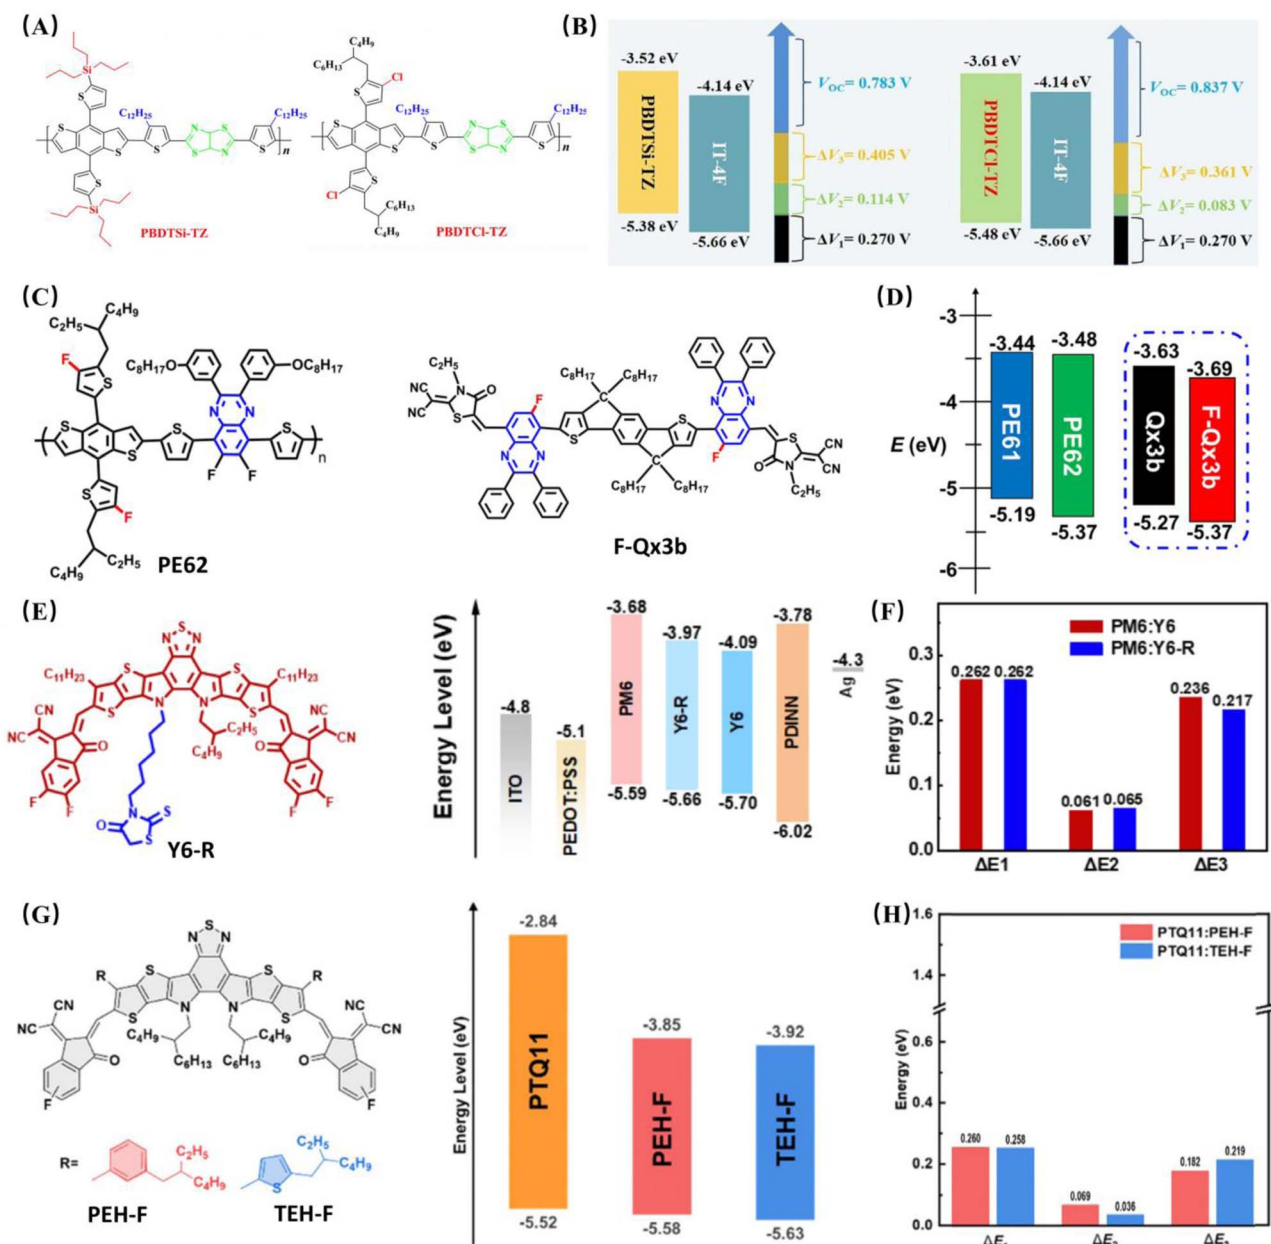 (A)
Si
S
S
S
S
C₁₂H₂₅
N
S
S
N
S
C₁₂H₂₅
n
S
Si
PBDTSi-TZ
C₄H₉
C₆H₁₃
Cl
S
S
S
C₁₂H₂₅
S
N
S
S
N
S
C₁₂H₂₅
n
S
Cl
C₆H₁₃
C₄H₉
PBDTCl-TZ
(B)
-3.52 eV
PBDTSi-TZ
-5.38 eV
-4.14 eV
IT-4F
-5.66 eV
V_OC= 0.783 V
ΔV₃= 0.405 V
ΔV₂= 0.114 V
ΔV₁= 0.270 V
-3.61 eV
PBDTCl-TZ
-5.48 eV
-4.14 eV
IT-4F
-5.66 eV
V_OC= 0.837 V
ΔV₃= 0.361 V
ΔV₂= 0.083 V
ΔV₁= 0.270 V
(C)
C₄H₉
C₂H₅
F
S
C₈H₁₇O
OC₈H₁₇
N
N
S
S
S
S
n
F
F
S
F
C₂H₅
C₄H₉
PE62
C₂H₅
N
O
NC
CN
S
F
N
N
S
C₈H₁₇
C₈H₁₇
C
C
C₈H₁₇
C₈H₁₇
S
N
N
F
S
CN
CN
O
N
C₂H₅
F-Qx3b
(D)
-3
-4
E (eV)
-5
-6
-3.44
PE61
-5.19
-3.48
PE62
-5.37
-3.63
Qx3b
-5.27
-3.69
F-Qx3b
-5.37
(E)
S
N
N
C₁₁H₂₃
S
S
C₁₁H₂₃
S
N
N
S
NC
CN
O
C₂H₅
C₄H₉
O
NC
CN
F
F
F
F
N
S
O
S
Y6-R
Energy Level (eV)
-4.8
ITO
-5.1
PEDOT:PSS
-3.68
PM6
-5.59
-3.97
Y6-R
-5.66
-4.09
Y6
-5.70
-3.78
PDINN
-6.02
-4.3
Ag
(F)
PM6:Y6
PM6:Y6-R
Energy (eV)
0.3
0.2
0.1
0.0
0.262
0.262
0.061
0.065
0.236
0.217
ΔE1
ΔE2
ΔE3
(G)
S
N
N
R
S
S
R
S
N
N
S
CN
NC
O
C₄H₉
C₄H₉
C₆H₁₃
C₆H₁₃
O
NC
CN
F
F
R=
C₂H₅
C₄H₉
PEH-F
C₂H₅
C₄H₉
S
TEH-F
Energy Level (eV)
-2.84
PTQ11
-5.52
-3.85
PEH-F
-5.58
-3.92
TEH-F
-5.63
(H)
PTQ11:PEH-F
PTQ11:TEH-F
Energy (eV)
1.6
1.4
0.6
0.4
0.2
0.0
0.260
0.258
0.069
0.036
0.182
0.219
ΔE₁
ΔE₂
ΔE₃